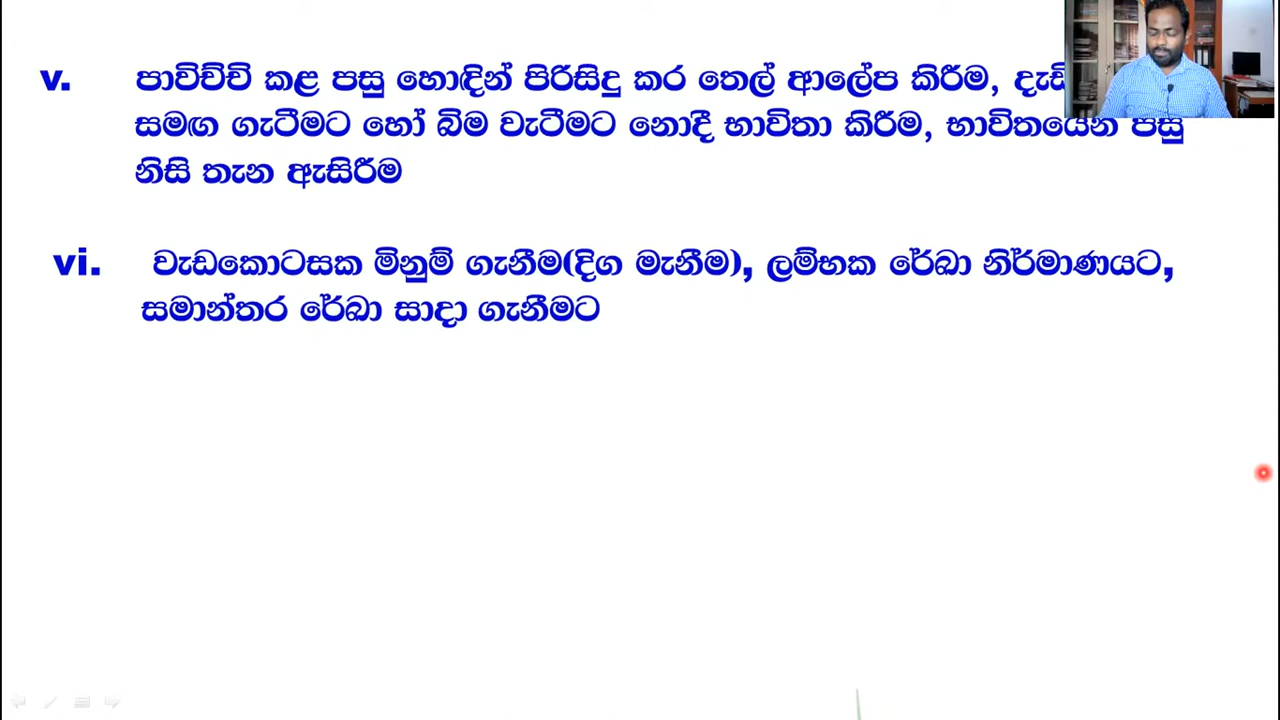 v. පාවිච්චි කළ පසු හොඳින් පිරිසිදු කර තෙල් ආලේප කිරීම,
සමඟ ගැටීමට හෝ බිම වැටීමට නොදී භාවිතා කිරීම, භාවිතයෙන් පසු
නිසි තැන ඇසිරීම
vi. වැඩකොටසක මිනුම් ගැනීම(දිග මැනීම), ලම්භක රේඛා නිර්මාණයට,
සමාන්තර රේඛා සාදා ගැනීමට